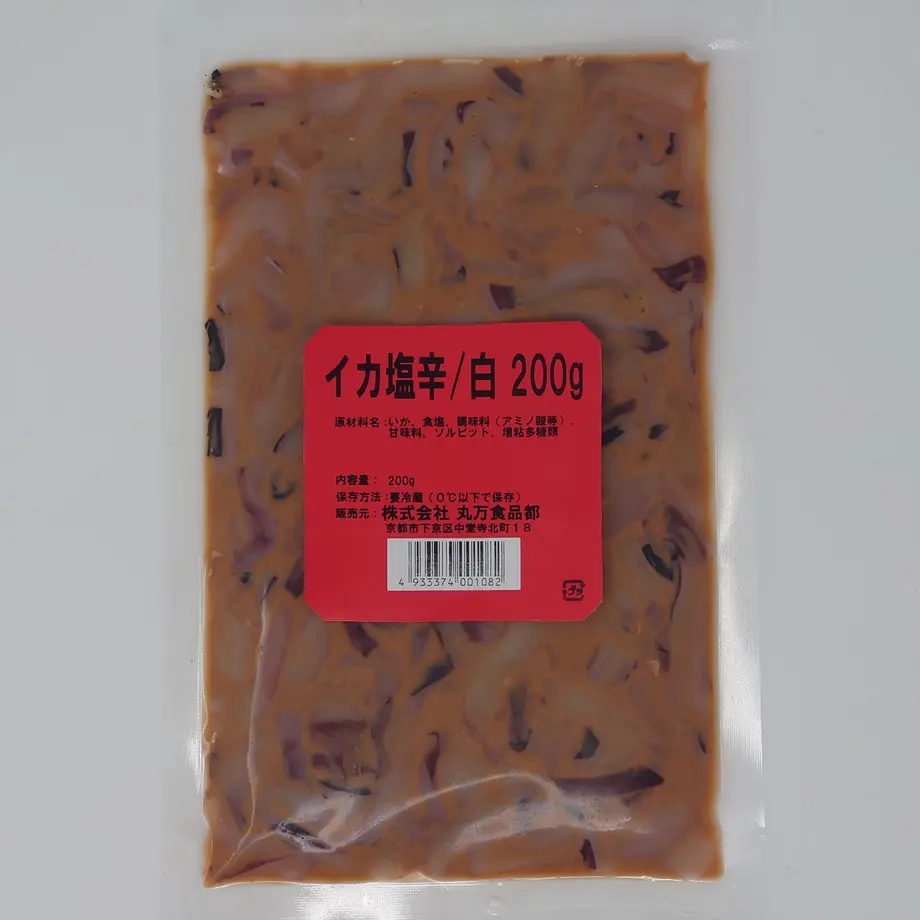 イカ塩辛/白 200g
原材料名:いか、食塩、調味料(アミノ酸等)、
甘味料、ソルビット、増粘多糖類
内容量: 200g
保存方法:要冷蔵(0℃以下で保存)
販売元:株式会社 丸万食品部
京都市下京区中堂寺北町18
4 933374 001082
プラ